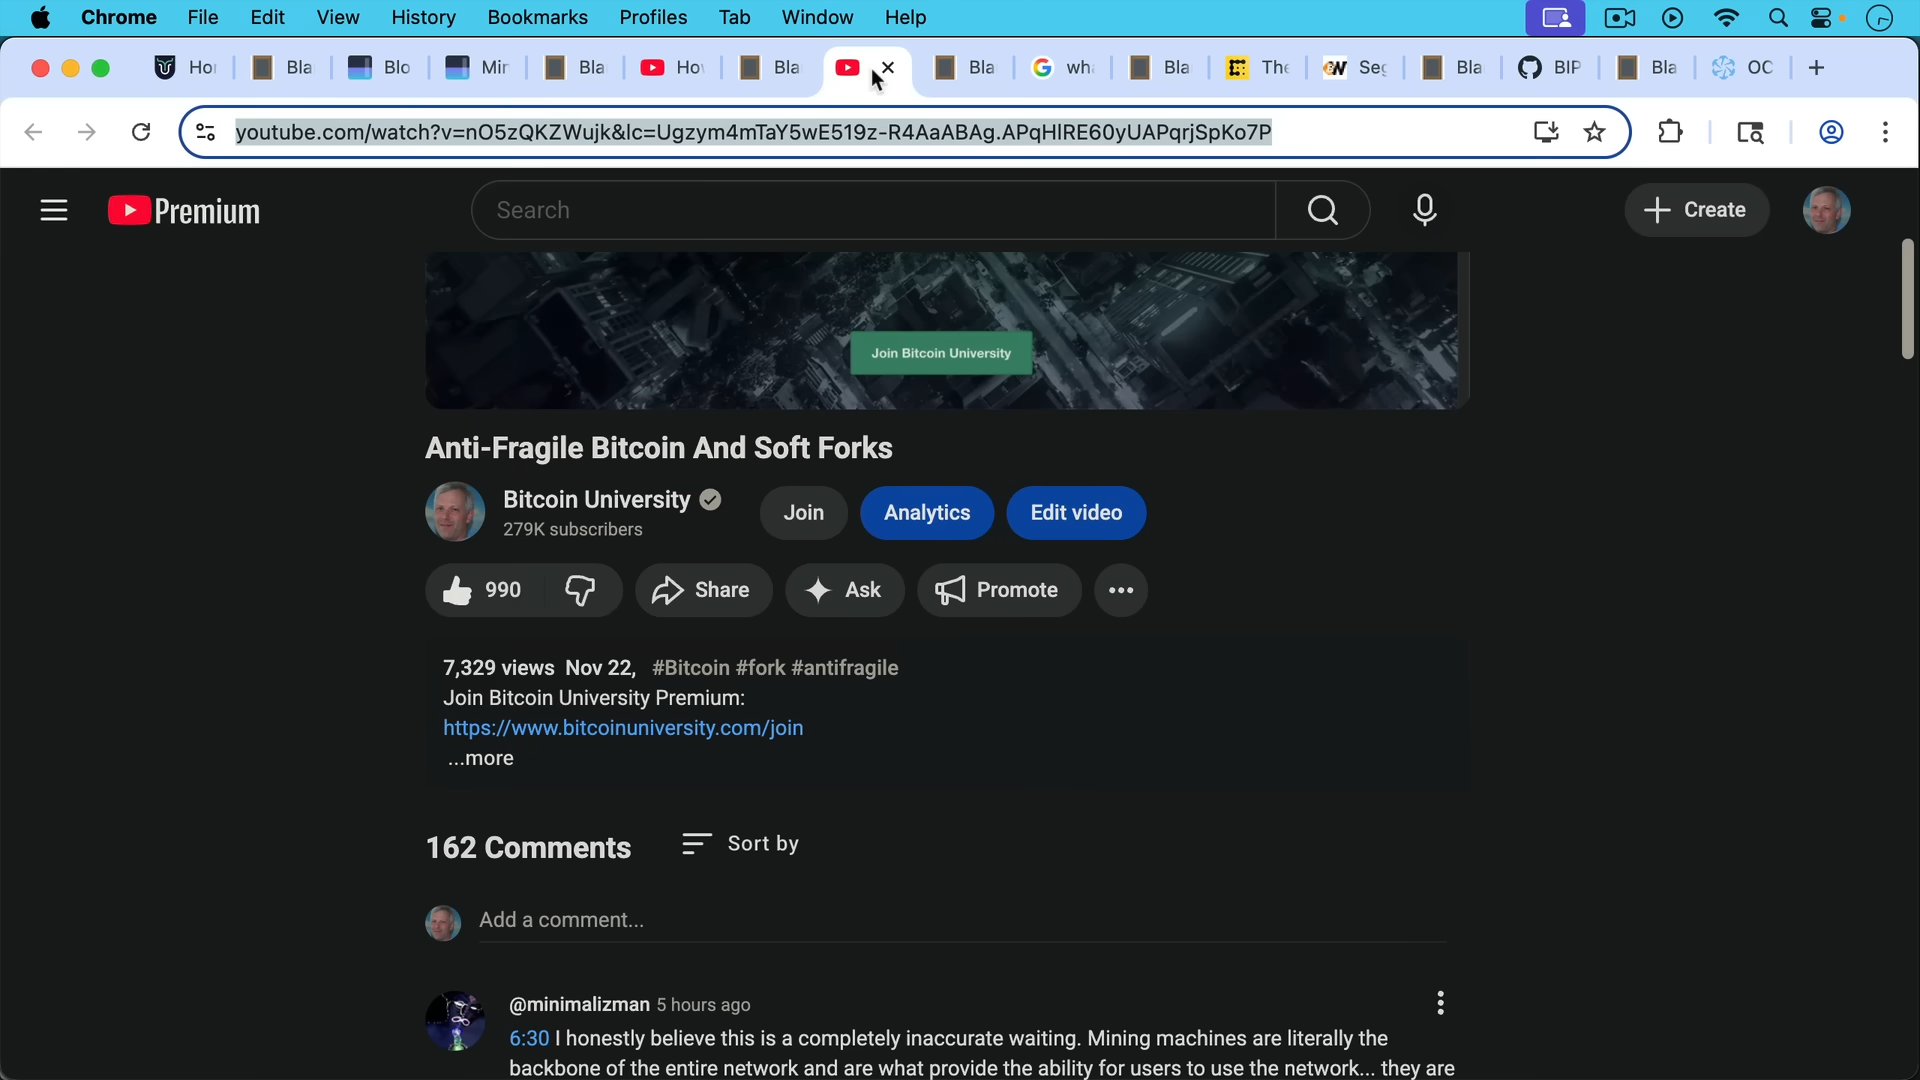 Chrome File Edit View History Bookmarks Profiles Tab Window Help
Ho Bla Blo Mir Bla Ho Bla Bla wha Bla The Seg Bla BIP Bla OC
youtube.com/watch?v=nO5zQKZWujk&lc=Ugzym4mTaY5wE519z-R4AaABAg.APqHlRE60yUAPqrjSpKo7P
Premium Search Create
Join Bitcoin University
Anti-Fragile Bitcoin And Soft Forks
Bitcoin University
279K subscribers
Join Analytics Edit video
990 Share Ask Promote
7,329 views Nov 22, #Bitcoin #fork #antifragile
Join Bitcoin University Premium:
https://www.bitcoinuniversity.com/join
...more
162 Comments Sort by
Add a comment...
@minimalizman 5 hours ago
6:30 I honestly believe this is a completely inaccurate waiting. Mining machines are literally the
backbone of the entire network and are what provide the ability for users to use the network... they are